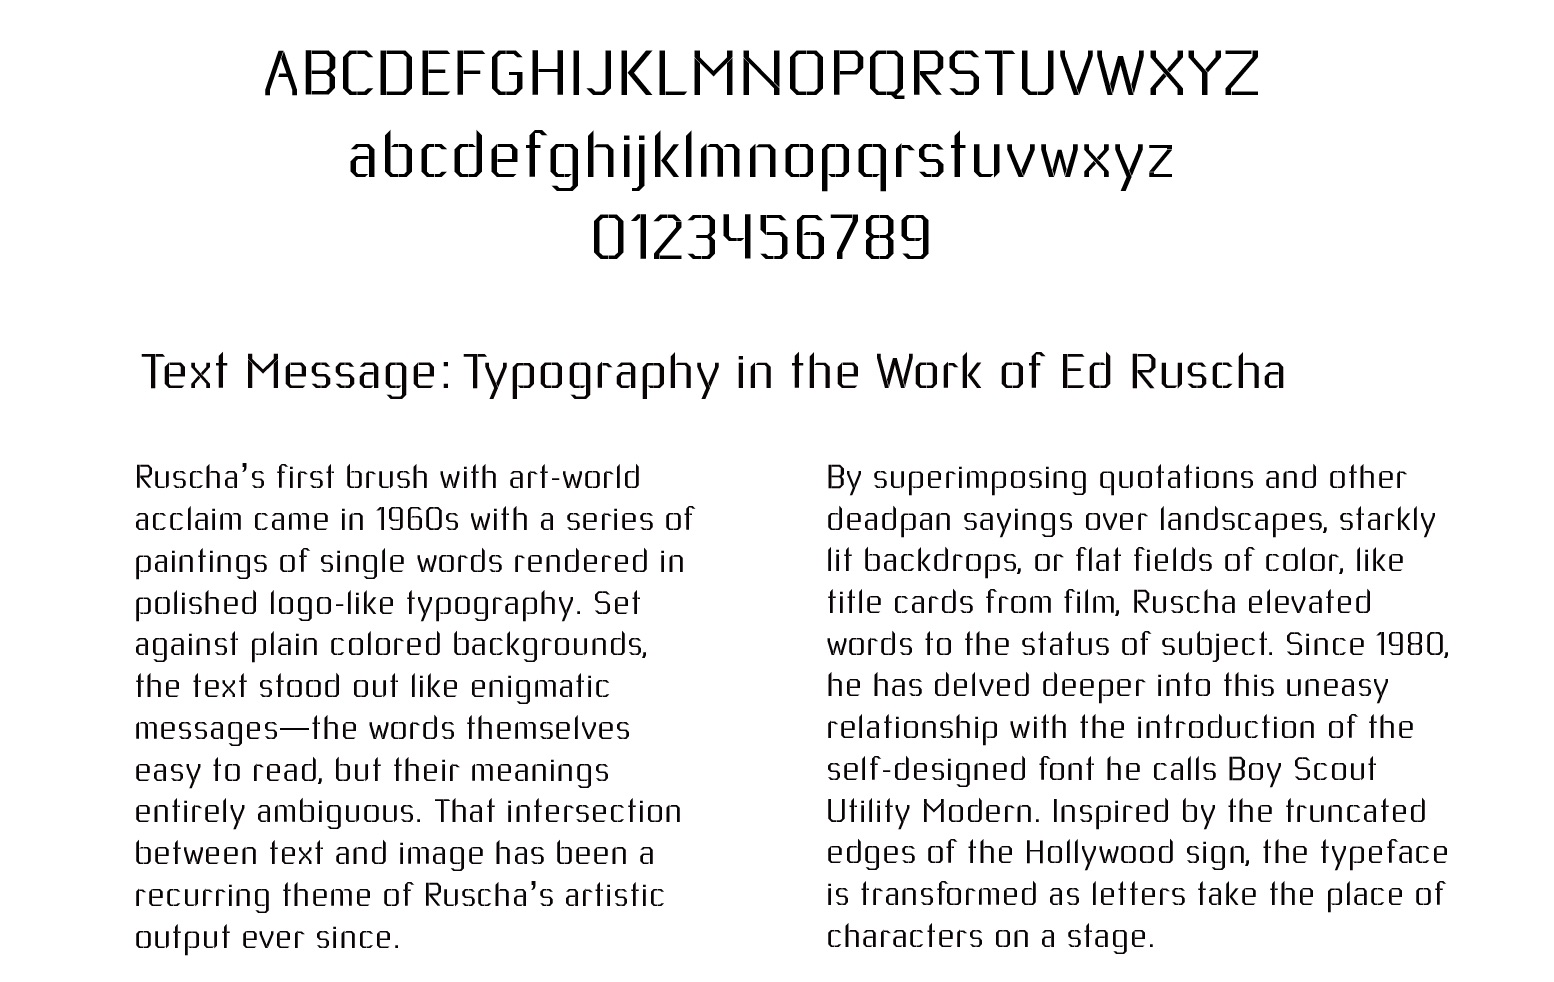 ABCDEFGHIJKLMNOPQRSTUVWXYZ
abcdefghijklmnopqrstuvwxyz
0123456789
Text Message: Typography in the Work of Ed Ruscha
Ruscha’s first brush with art-world
acclaim came in 1960s with a series of
paintings of single words rendered in
polished logo-like typography. Set
against plain colored backgrounds,
the text stood out like enigmatic
messages—the words themselves
easy to read, but their meanings
entirely ambiguous. That intersection
between text and image has been a
recurring theme of Ruscha’s artistic
output ever since.
By superimposing quotations and other
deadpan sayings over landscapes, starkly
lit backdrops, or flat fields of color, like
title cards from film, Ruscha elevated
words to the status of subject. Since 1980,
he has delved deeper into this uneasy
relationship with the introduction of the
self-designed font he calls Boy Scout
Utility Modern. Inspired by the truncated
edges of the Hollywood sign, the typeface
is transformed as letters take the place of
characters on a stage.